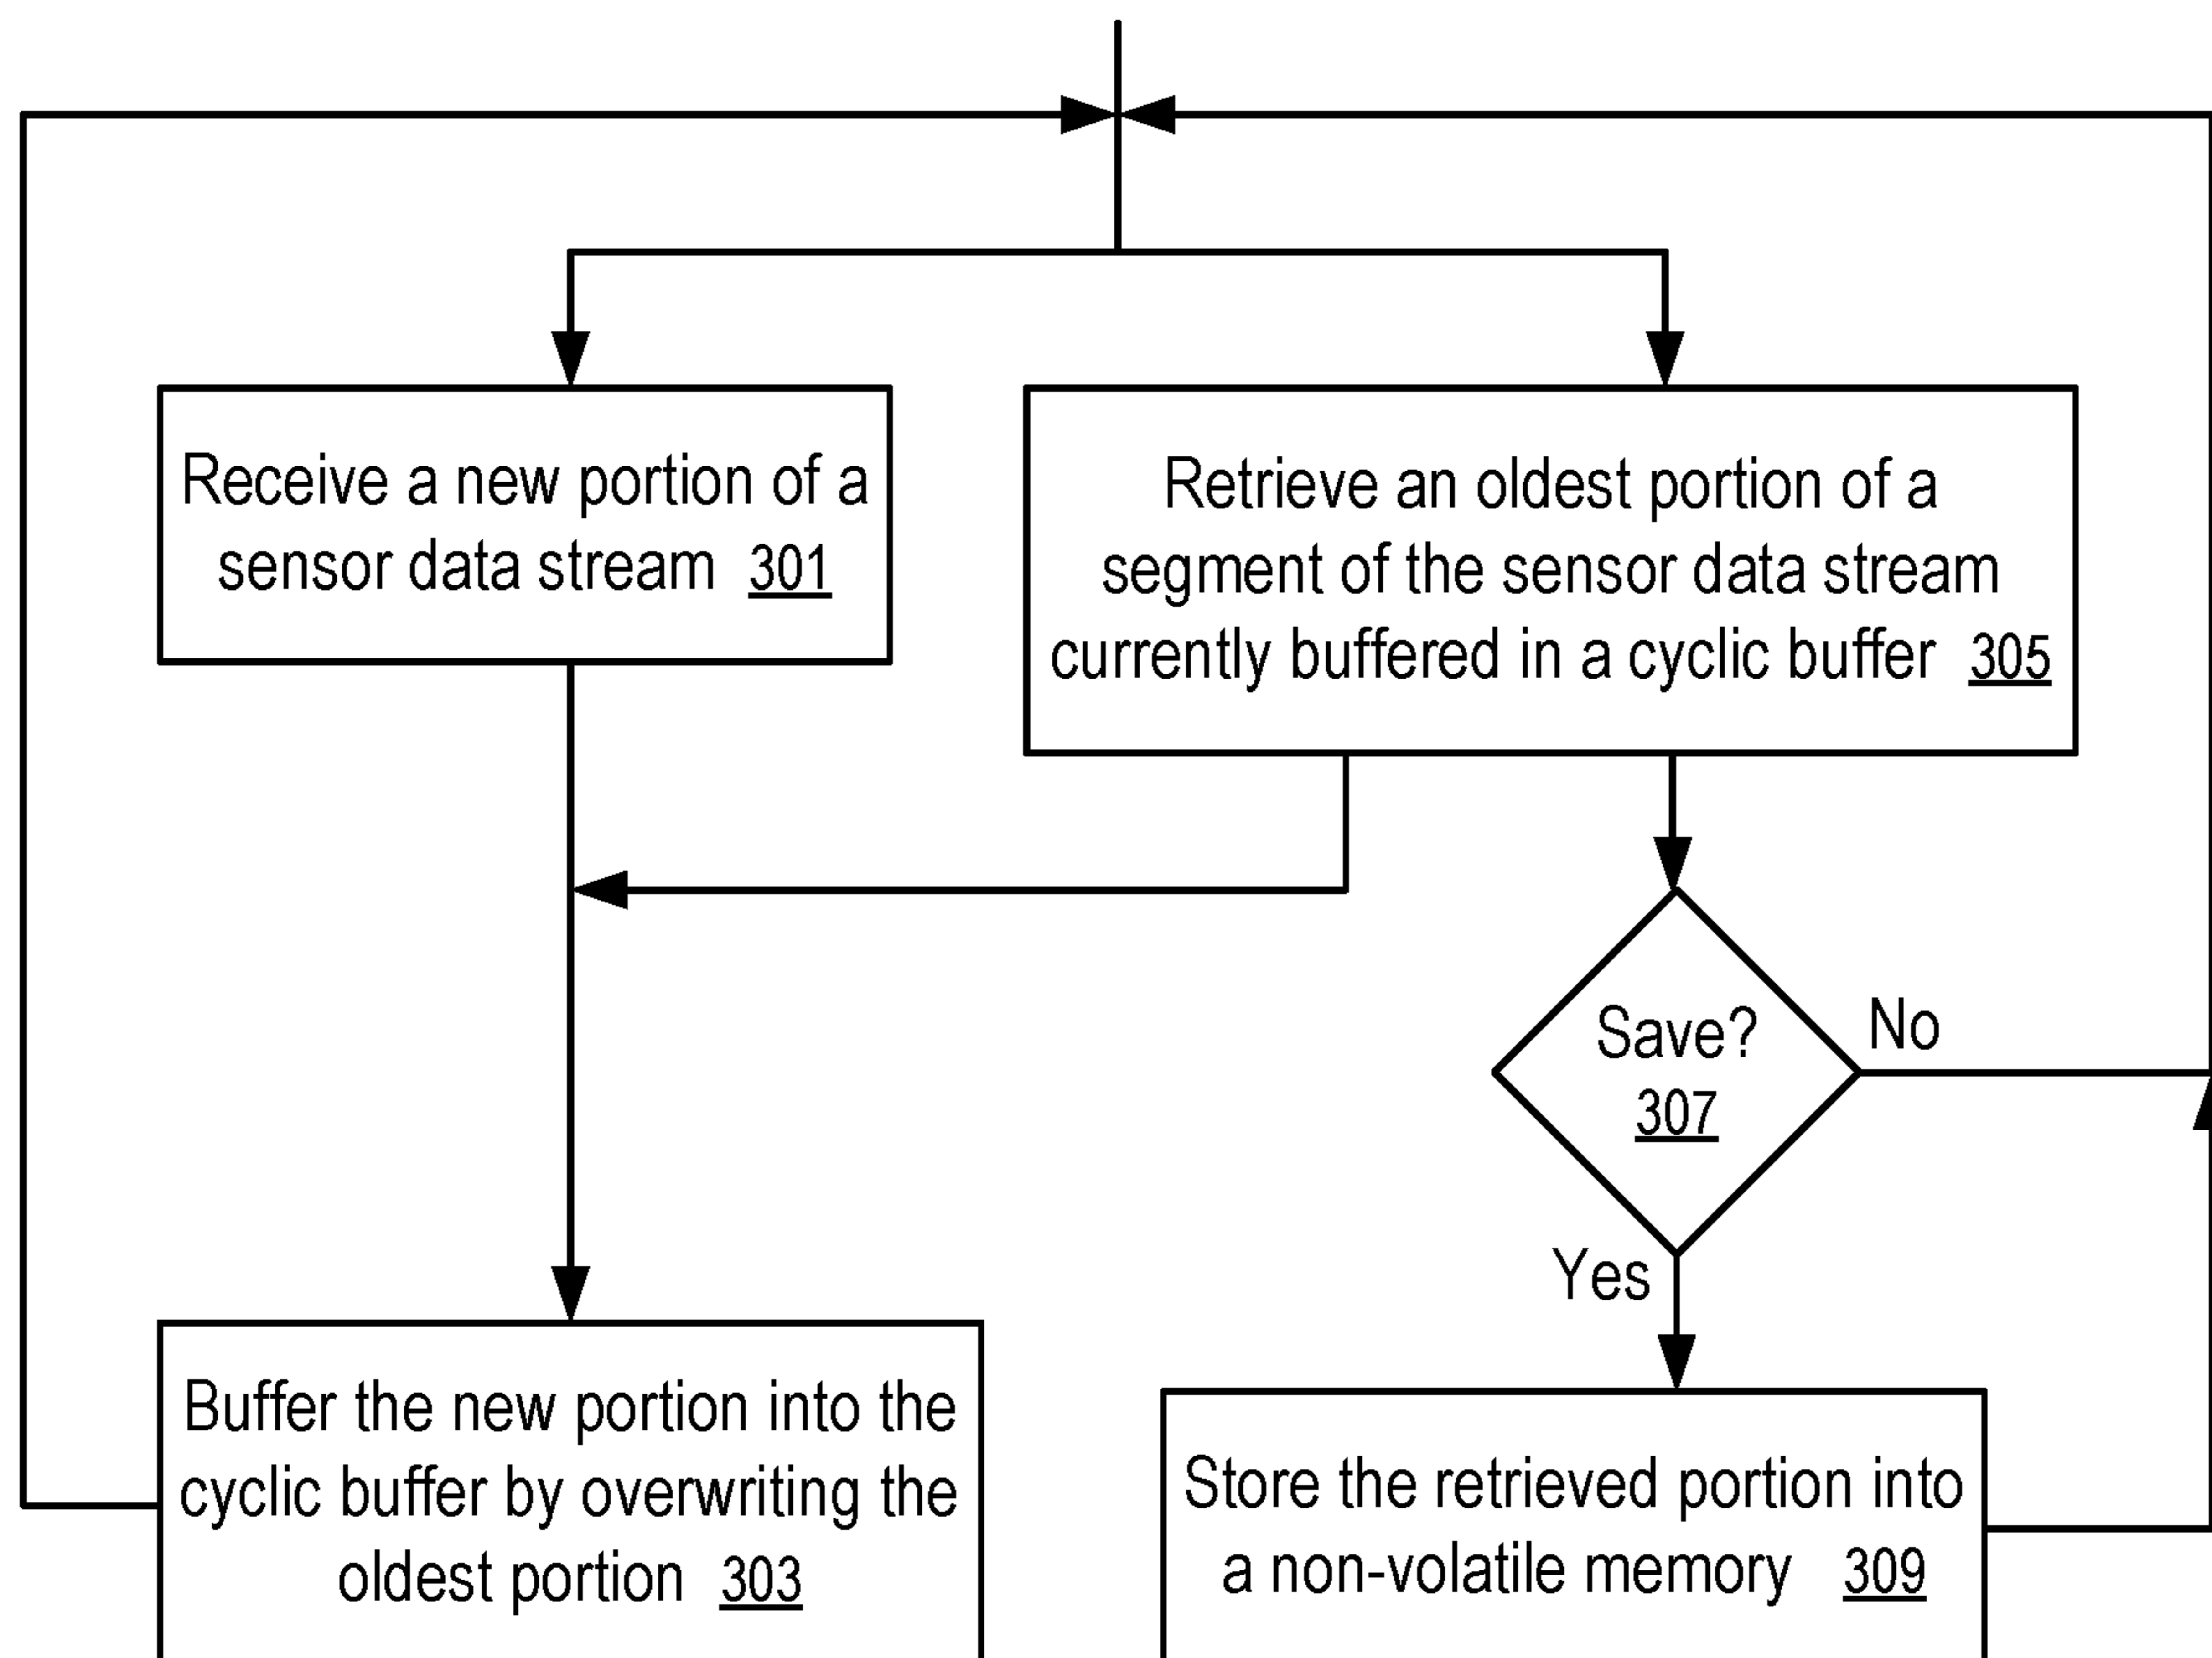 Receive a new portion of a
sensor data stream 301
Retrieve an oldest portion of a
segment of the sensor data stream
currently buffered in a cyclic buffer 305
Save?
307
No
Yes
Buffer the new portion into the
cyclic buffer by overwriting the
oldest portion 303
Store the retrieved portion into
a non-volatile memory 309